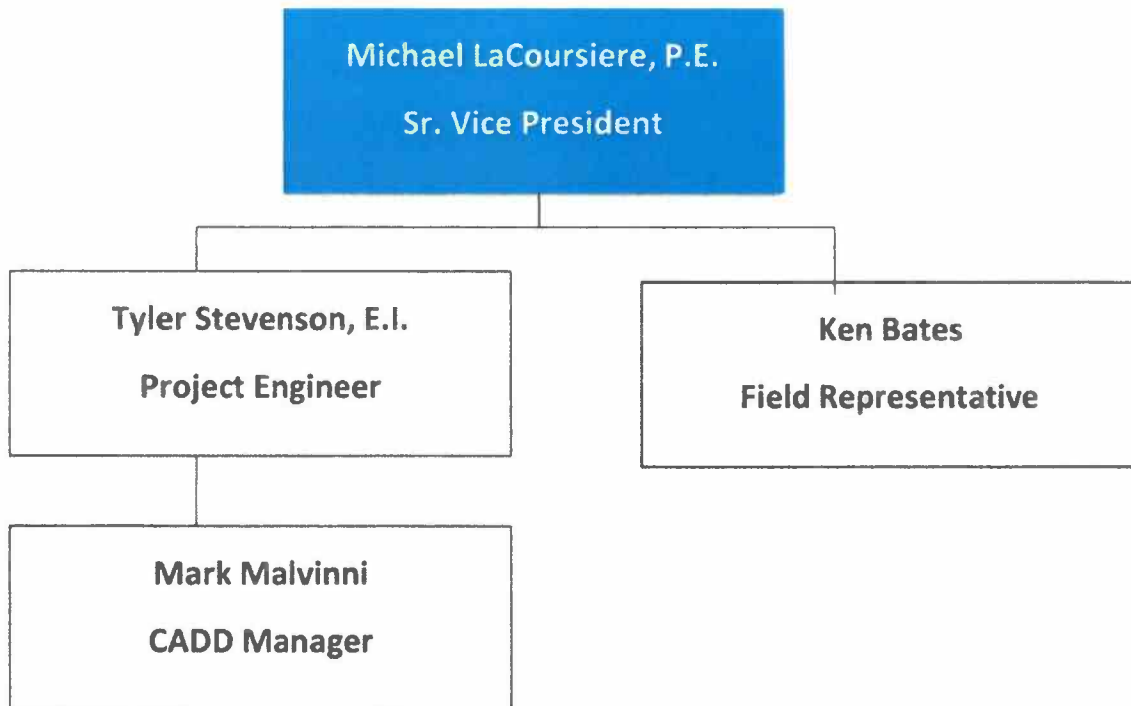 Michael LaCoursiere, P.E.
Sr. Vice President
Tyler Stevenson, E.I.
Project Engineer
Ken Bates
Field Representative
Mark Malvinni
CADD Manager